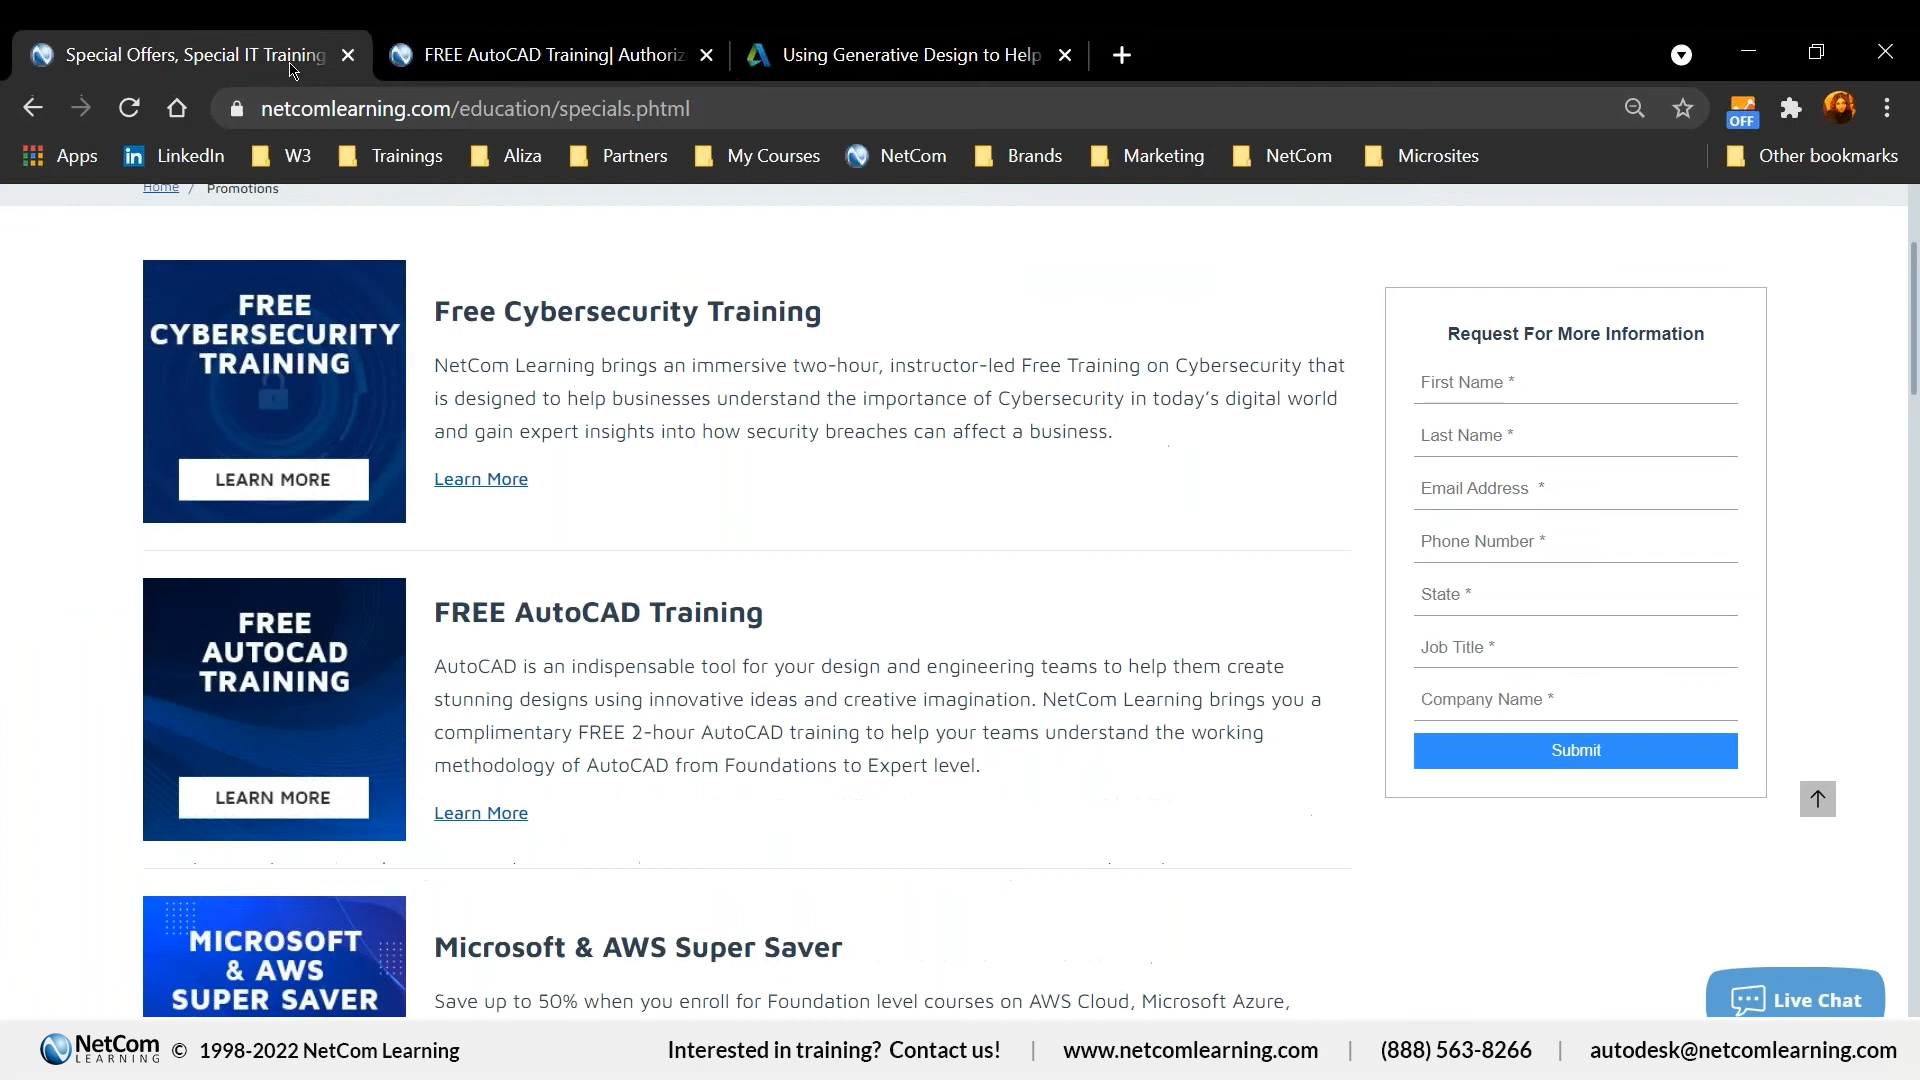 Special Offers, Special IT Training
FREE AutoCAD Training| Authoriz
Using Generative Design to Help
netcomlearning.com/education/specials.phtml
OFF
Apps
LinkedIn
W3
Trainings
Aliza
Partners
My Courses
NetCom
Brands
Marketing
NetCom
Microsites
Other bookmarks
Home / Promotions
FREE
CYBERSECURITY
TRAINING
LEARN MORE
Free Cybersecurity Training
NetCom Learning brings an immersive two-hour, instructor-led Free Training on Cybersecurity that
is designed to help businesses understand the importance of Cybersecurity in today's digital world
and gain expert insights into how security breaches can affect a business.
Learn More
FREE
AUTOCAD
TRAINING
LEARN MORE
FREE AutoCAD Training
AutoCAD is an indispensable tool for your design and engineering teams to help them create
stunning designs using innovative ideas and creative imagination. NetCom Learning brings you a
complimentary FREE 2-hour AutoCAD training to help your teams understand the working
methodology of AutoCAD from Foundations to Expert level.
Learn More
MICROSOFT
& AWS
SUPER SAVER
Microsoft & AWS Super Saver
Save up to 50% when you enroll for Foundation level courses on AWS Cloud, Microsoft Azure,
Request For More Information
First Name *
Last Name *
Email Address *
Phone Number *
State *
Job Title *
Company Name *
Submit
Live Chat
NetCom
LEARNING
© 1998-2022 NetCom Learning
Interested in training? Contact us! | www.netcomlearning.com | (888) 563-8266 | autodesk@netcomlearning.com